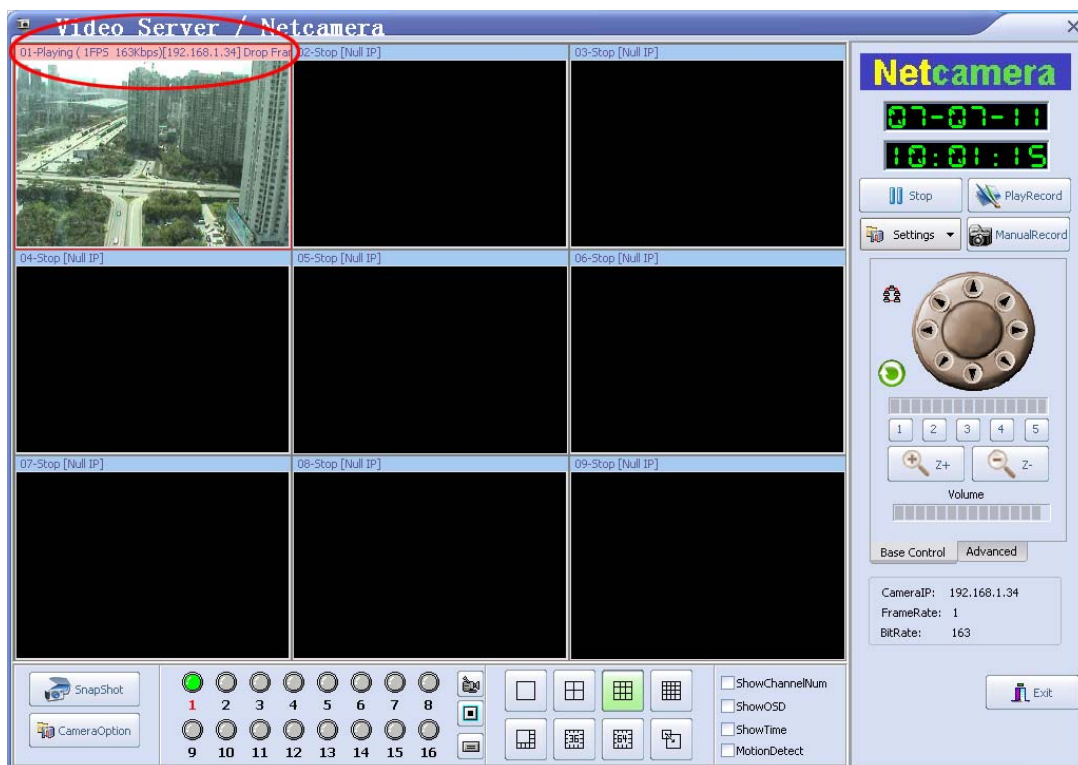 Video Server / Netcamera
01-Playing ( 1FPS 163Kbps)[192.168.1.34] Drop Fra
02-Stop [Null IP]
03-Stop [Null IP]
04-Stop [Null IP]
05-Stop [Null IP]
06-Stop [Null IP]
07-Stop [Null IP]
08-Stop [Null IP]
09-Stop [Null IP]
Netcamera
07-07-11
10:01:15
Stop
PlayRecord
Settings
ManualRecord
1 2 3 4 5
Z+ Z-
Volume
Base Control Advanced
CameraIP: 192.168.1.34
FrameRate: 1
BitRate: 163
SnapShot
CameraOption
1 2 3 4 5 6 7 8
9 10 11 12 13 14 15 16
36 64
ShowChannelNum
ShowOSD
ShowTime
MotionDetect
Exit